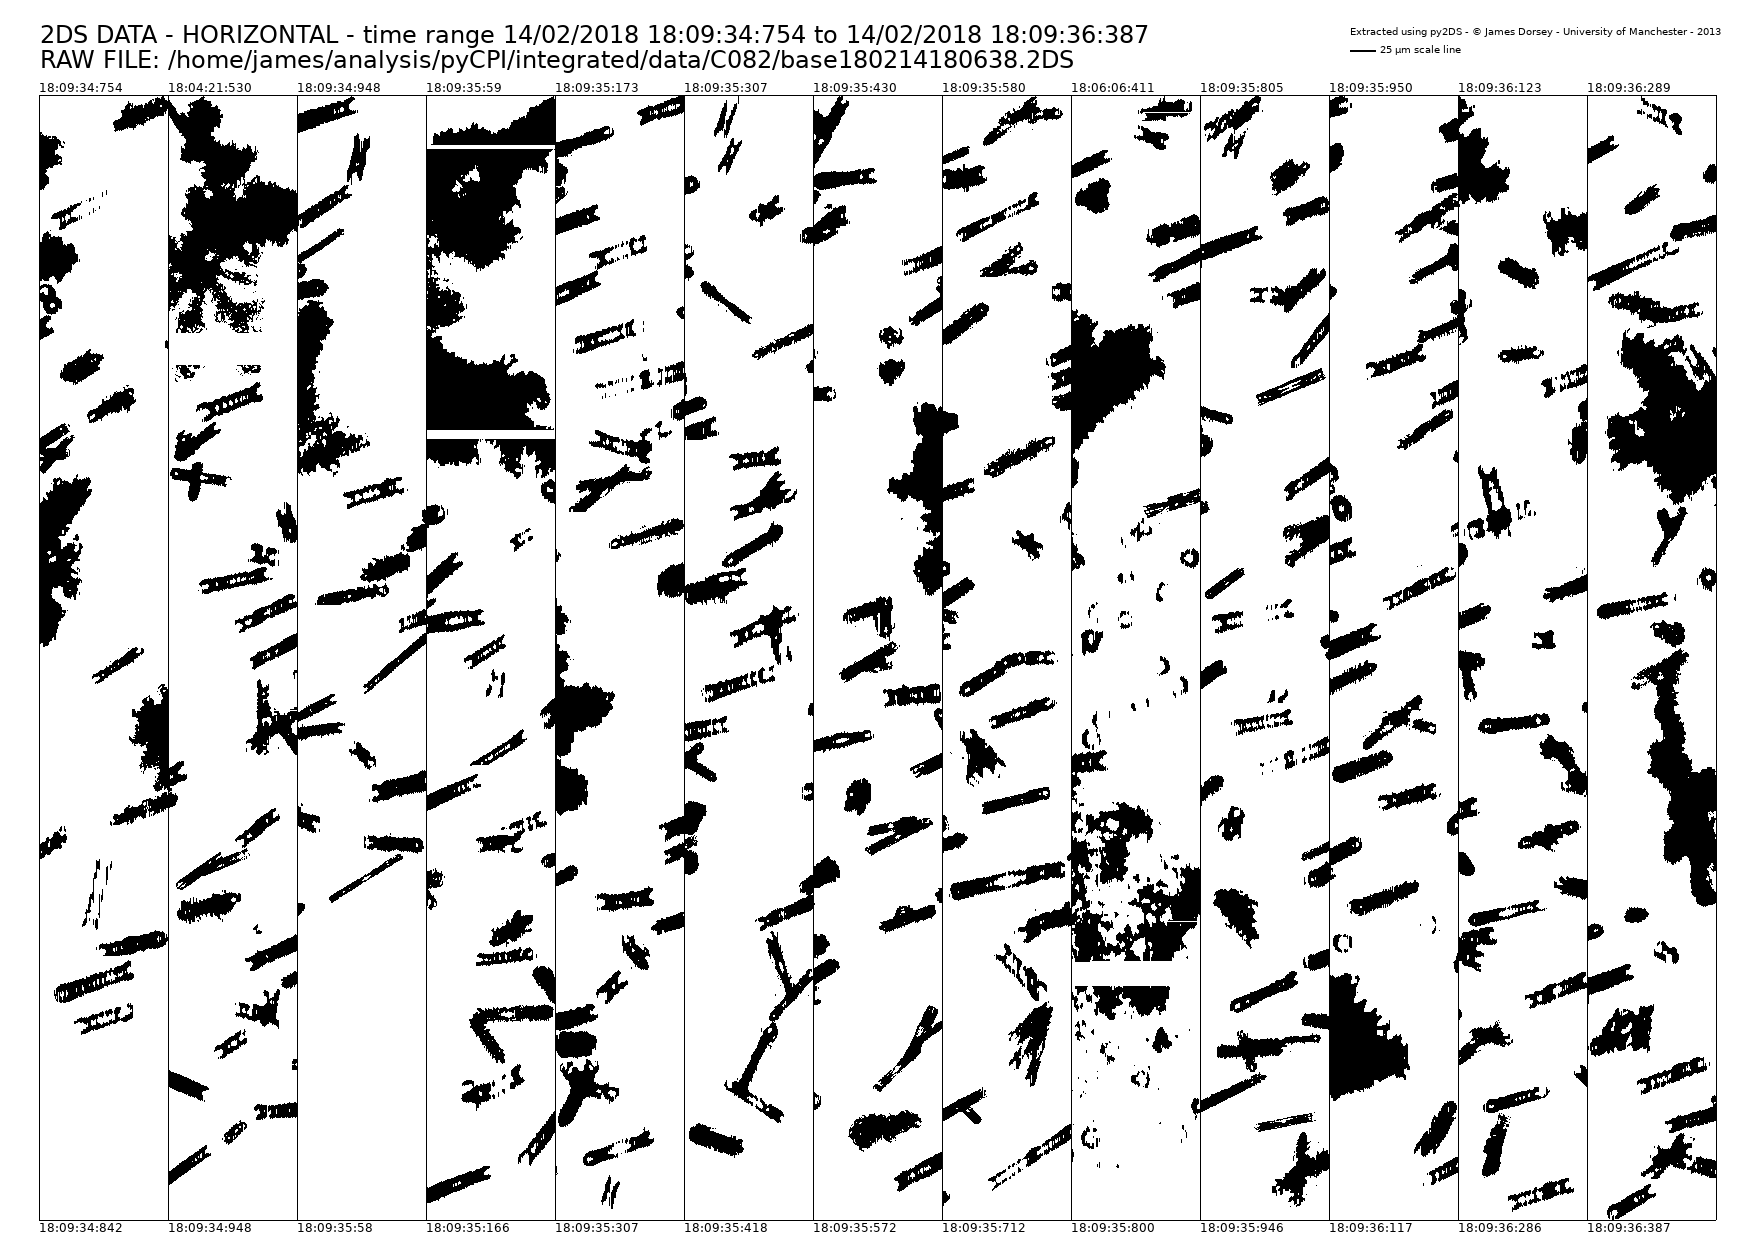 2DS DATA - HORIZONTAL - time range 14/02/2018 18:09:34:754 to 14/02/2018 18:09:36:387
RAW FILE: /home/james/analysis/pyCPI/integrated/data/C082/base180214180638.2DS
Extracted using py2DS - © James Dorsey - University of Manchester - 2013
25 µm scale line
18:09:34:754 18:04:21:530 18:09:34:948 18:09:35:59 18:09:35:173 18:09:35:307 18:09:35:430 18:09:35:580 18:06:06:411 18:09:35:805 18:09:35:950 18:09:36:123 18:09:36:289
18:09:34:842 18:09:34:948 18:09:35:58 18:09:35:166 18:09:35:307 18:09:35:418 18:09:35:572 18:09:35:712 18:09:35:800 18:09:35:946 18:09:36:117 18:09:36:286 18:09:36:387